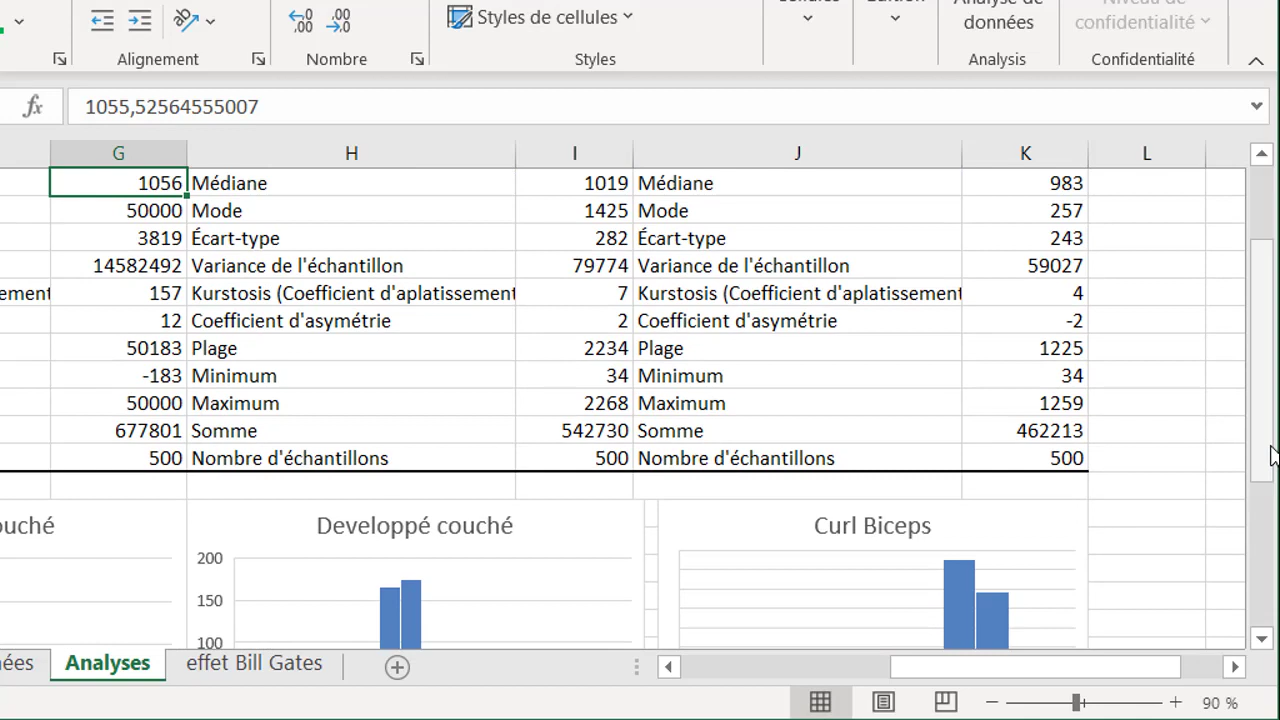 Analyse de
Niveau de
Styles de cellules
données
confidentialité
Alignement
Nombre
Styles
Analysis
Confidentialité
fx
1055,52564555007
G H I J K L
1056 Médiane 1019 Médiane 983
50000 Mode 1425 Mode 257
3819 Écart-type 282 Écart-type 243
14582492 Variance de l'échantillon 79774 Variance de l'échantillon 59027
sement 157 Kurstosis (Coefficient d'aplatissement 7 Kurstosis (Coefficient d'aplatissement 4
12 Coefficient d'asymétrie 2 Coefficient d'asymétrie -2
50183 Plage 2234 Plage 1225
-183 Minimum 34 Minimum 34
50000 Maximum 2268 Maximum 1259
677801 Somme 542730 Somme 462213
500 Nombre d'échantillons 500 Nombre d'échantillons 500
ouché
Developpé couché
Curl Biceps
200
150
100
ées
Analyses
effet Bill Gates
90 %